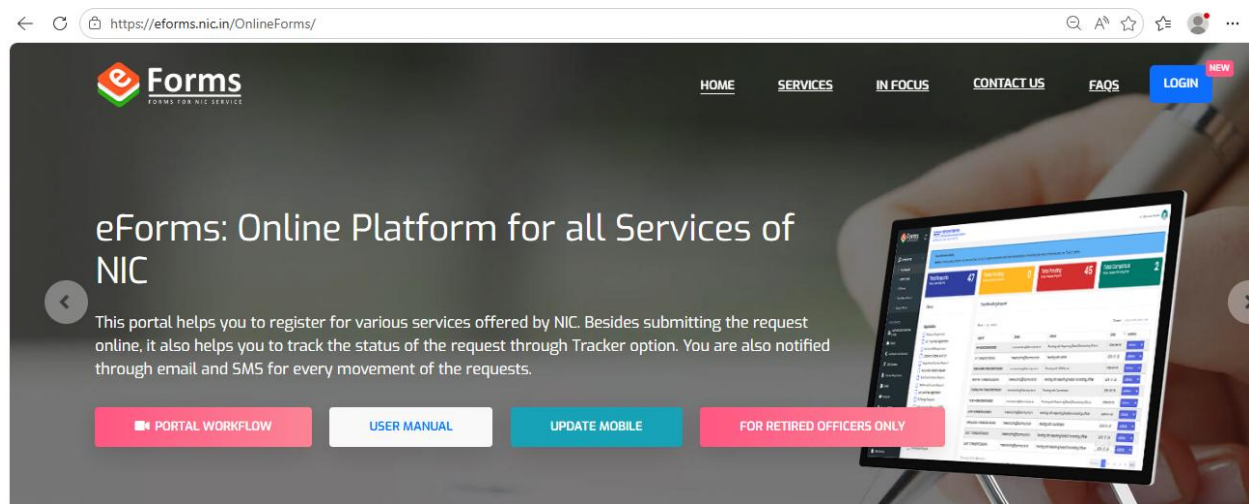 https://eforms.nic.in/OnlineForms/
Forms
FORMS FOR NIC SERVICE
HOME SERVICES IN FOCUS CONTACT US FAQS LOGIN NEW
eForms: Online Platform for all Services of
NIC
This portal helps you to register for various services offered by NIC. Besides submitting the request
online, it also helps you to track the status of the request through Tracker option. You are also notified
through email and SMS for every movement of the requests.
PORTAL WORKFLOW USER MANUAL UPDATE MOBILE FOR RETIRED OFFICERS ONLY
47 0 45 2